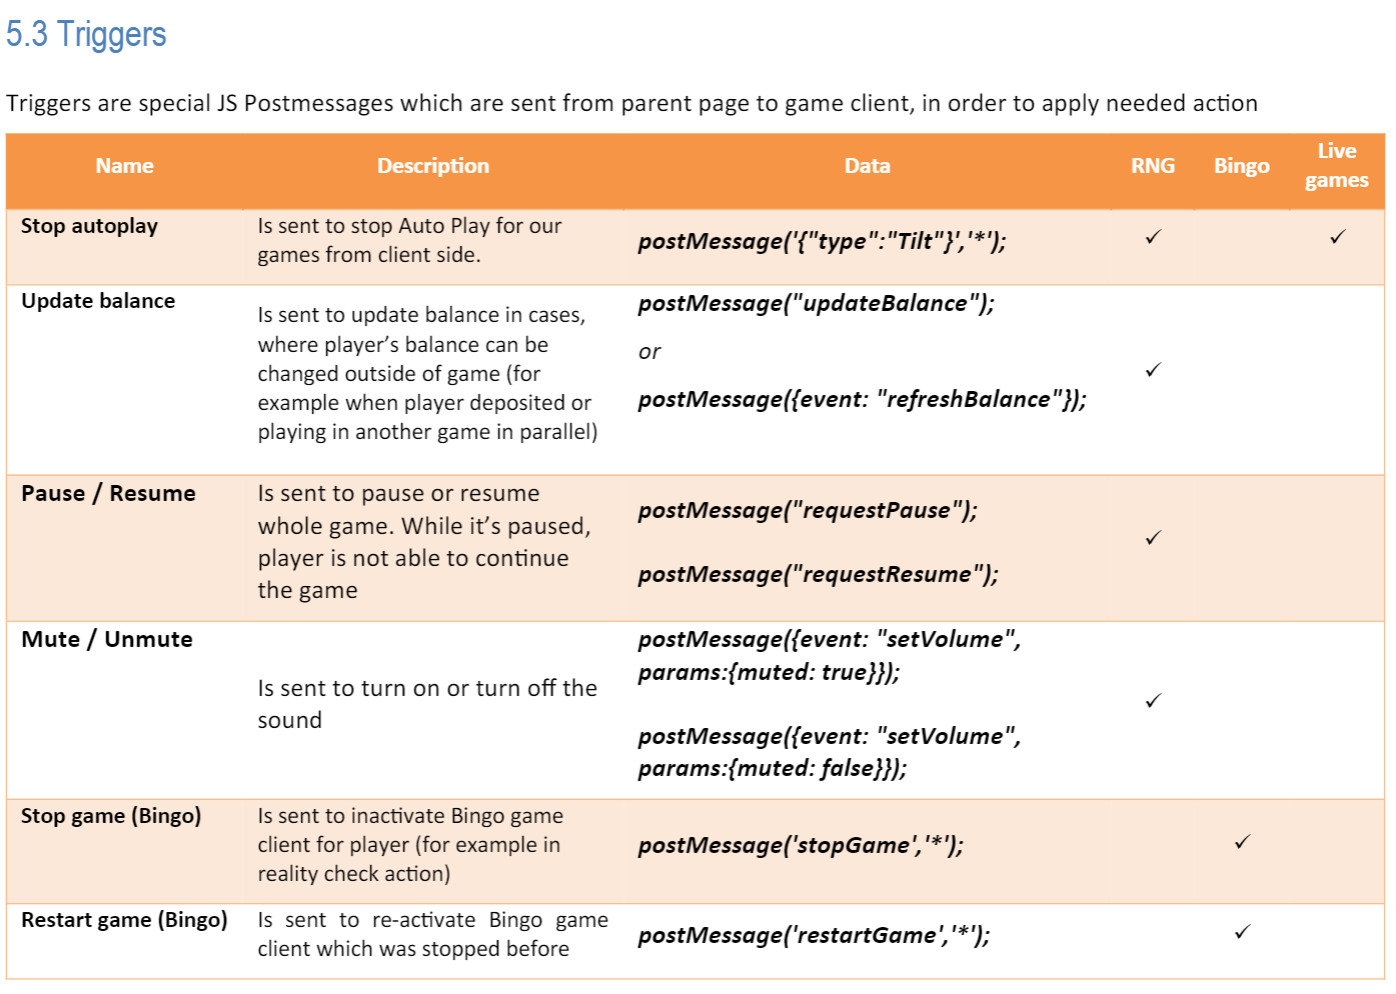 5.3 Triggers
Triggers are special JS Postmessages which are sent from parent page to game client, in order to apply needed action
Name Description Data RNG Bingo Live
games
Stop autoplay
Is sent to stop Auto Play for our
games from client side.
postMessage('{"type":"Tilt"}','*');
✓ ✓
Update balance
Is sent to update balance in cases,
where player’s balance can be
changed outside of game (for
example when player deposited or
playing in another game in parallel)
postMessage("updateBalance");
or
postMessage({event: "refreshBalance"});
✓
Pause / Resume
Is sent to pause or resume
whole game. While it’s paused,
player is not able to continue
the game
postMessage("requestPause");
postMessage("requestResume");
✓
Mute / Unmute
Is sent to turn on or turn off the
sound
postMessage({event: "setVolume",
params:{muted: true}});
postMessage({event: "setVolume",
params:{muted: false}});
✓
Stop game (Bingo)
Is sent to inactivate Bingo game
client for player (for example in
reality check action)
postMessage('stopGame','*');
✓
Restart game (Bingo)
Is sent to re-activate Bingo game
client which was stopped before
postMessage('restartGame','*');
✓